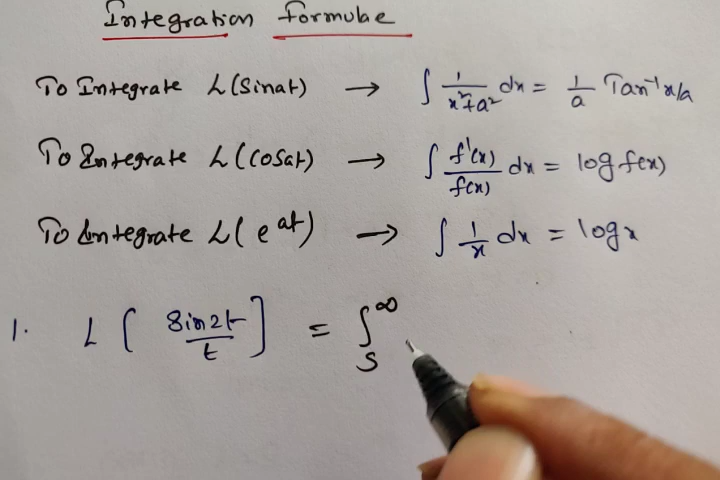 Integration Formulae
To Integrate L(Sinat) → ∫ 1/(x²+a²) dx = 1/a Tan⁻¹ x/a
To Integrate L(Cosat) → ∫ f'(x)/f(x) dx = log f(x)
To Integrate L(e^at) → ∫ 1/x dx = log x
1. L[ Sin2t/t ] = ∫_s^∞